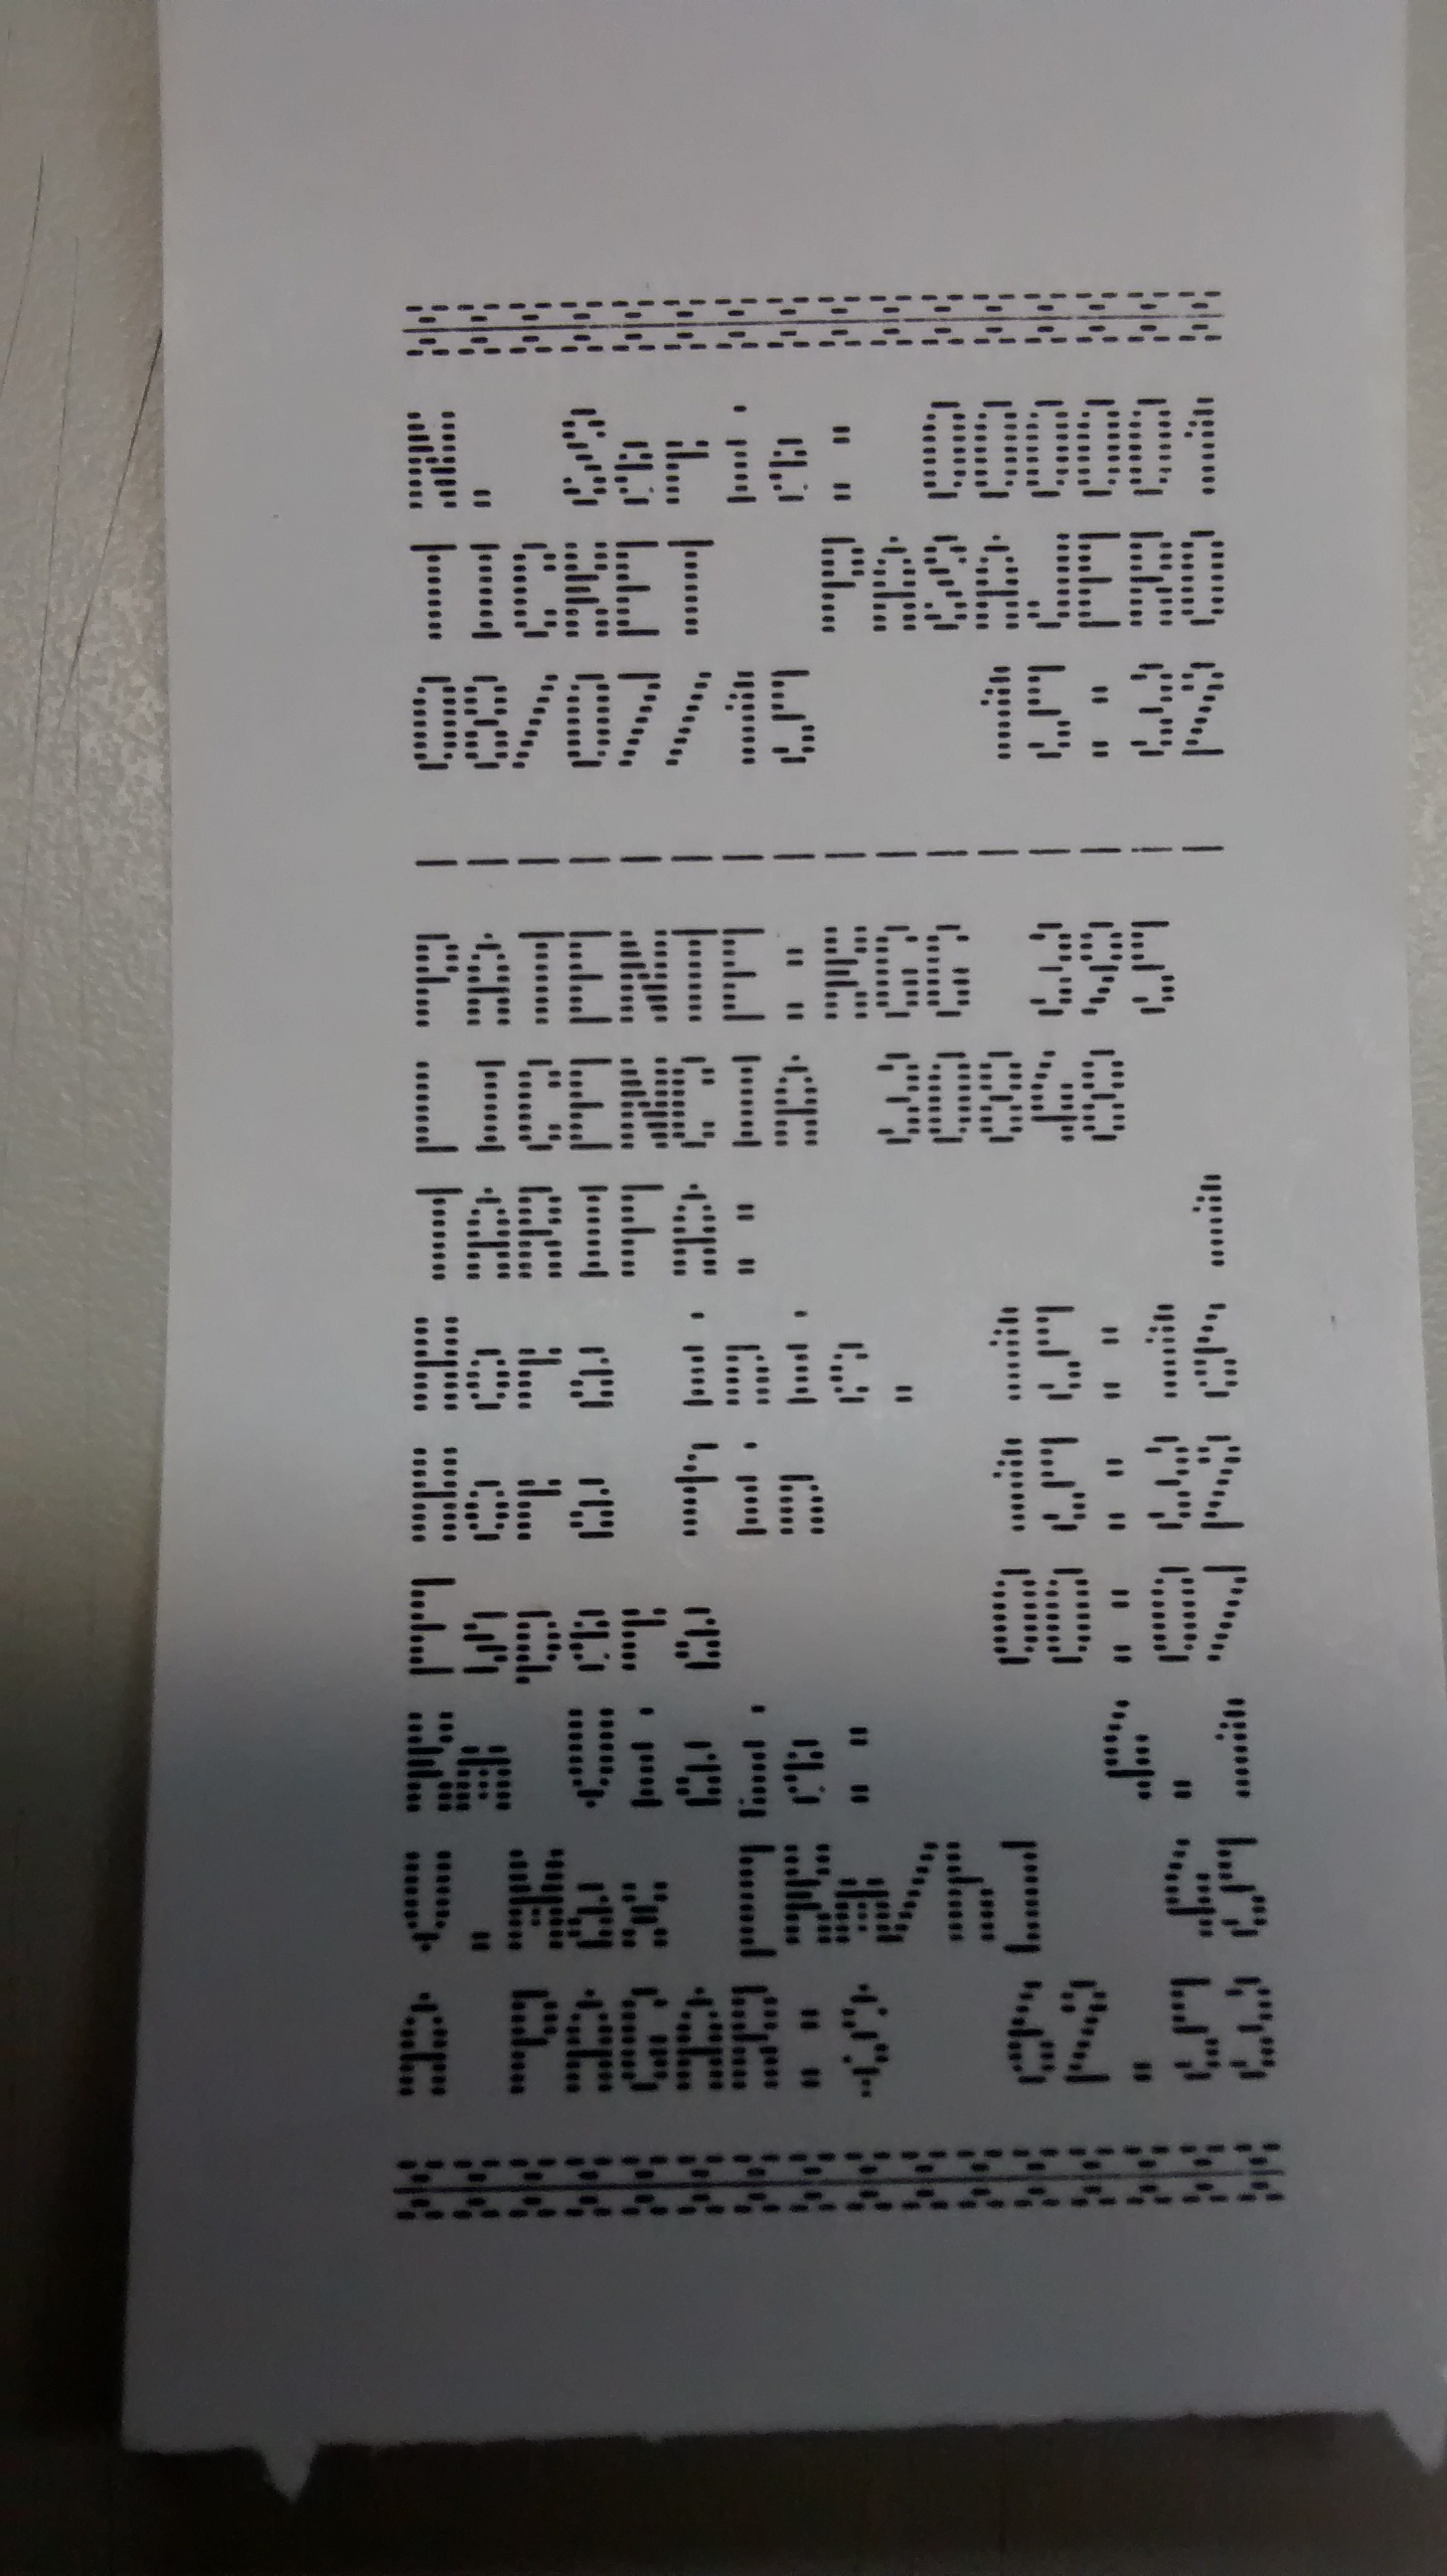 N. Serie: 000001
TICKET PASAJERO
08/07/15 15:32
PATENTE:KGG 395
LICENCIA 30848
TARIFA: 1
Hora inic. 15:16
Hora fin 15:32
Espera 00:07
Km Viaje: 4.1
V.Max [Km/h] 45
A PAGAR:$ 62.53